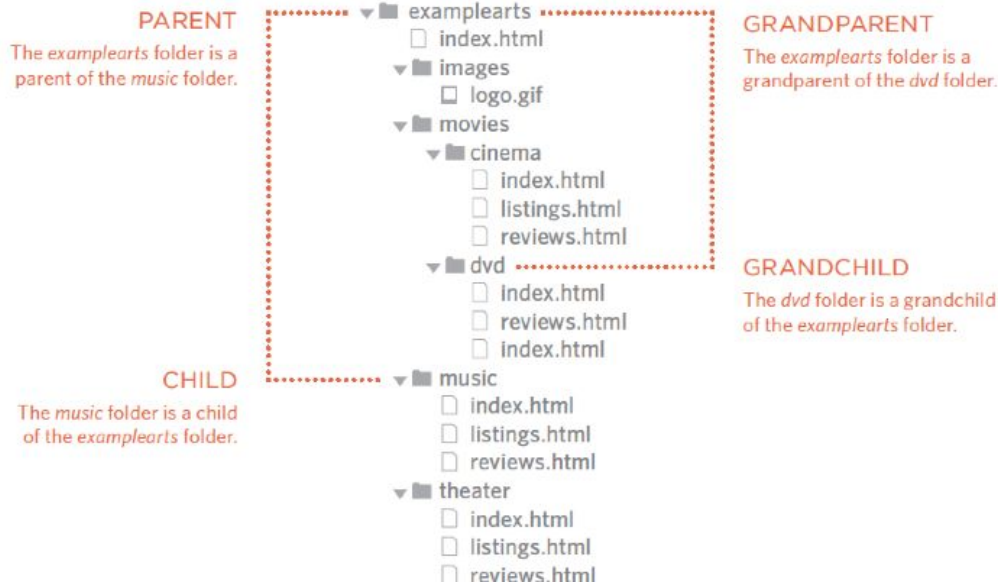 PARENT
The examplearts folder is a
parent of the music folder.
examplearts
index.html
images
logo.gif
movies
cinema
index.html
listings.html
reviews.html
dvd
index.html
reviews.html
index.html
music
index.html
listings.html
reviews.html
theater
index.html
listings.html
reviews.html
GRANDPARENT
The examplearts folder is a
grandparent of the dvd folder.
GRANDCHILD
The dvd folder is a grandchild
of the examplearts folder.
CHILD
The music folder is a child
of the examplearts folder.